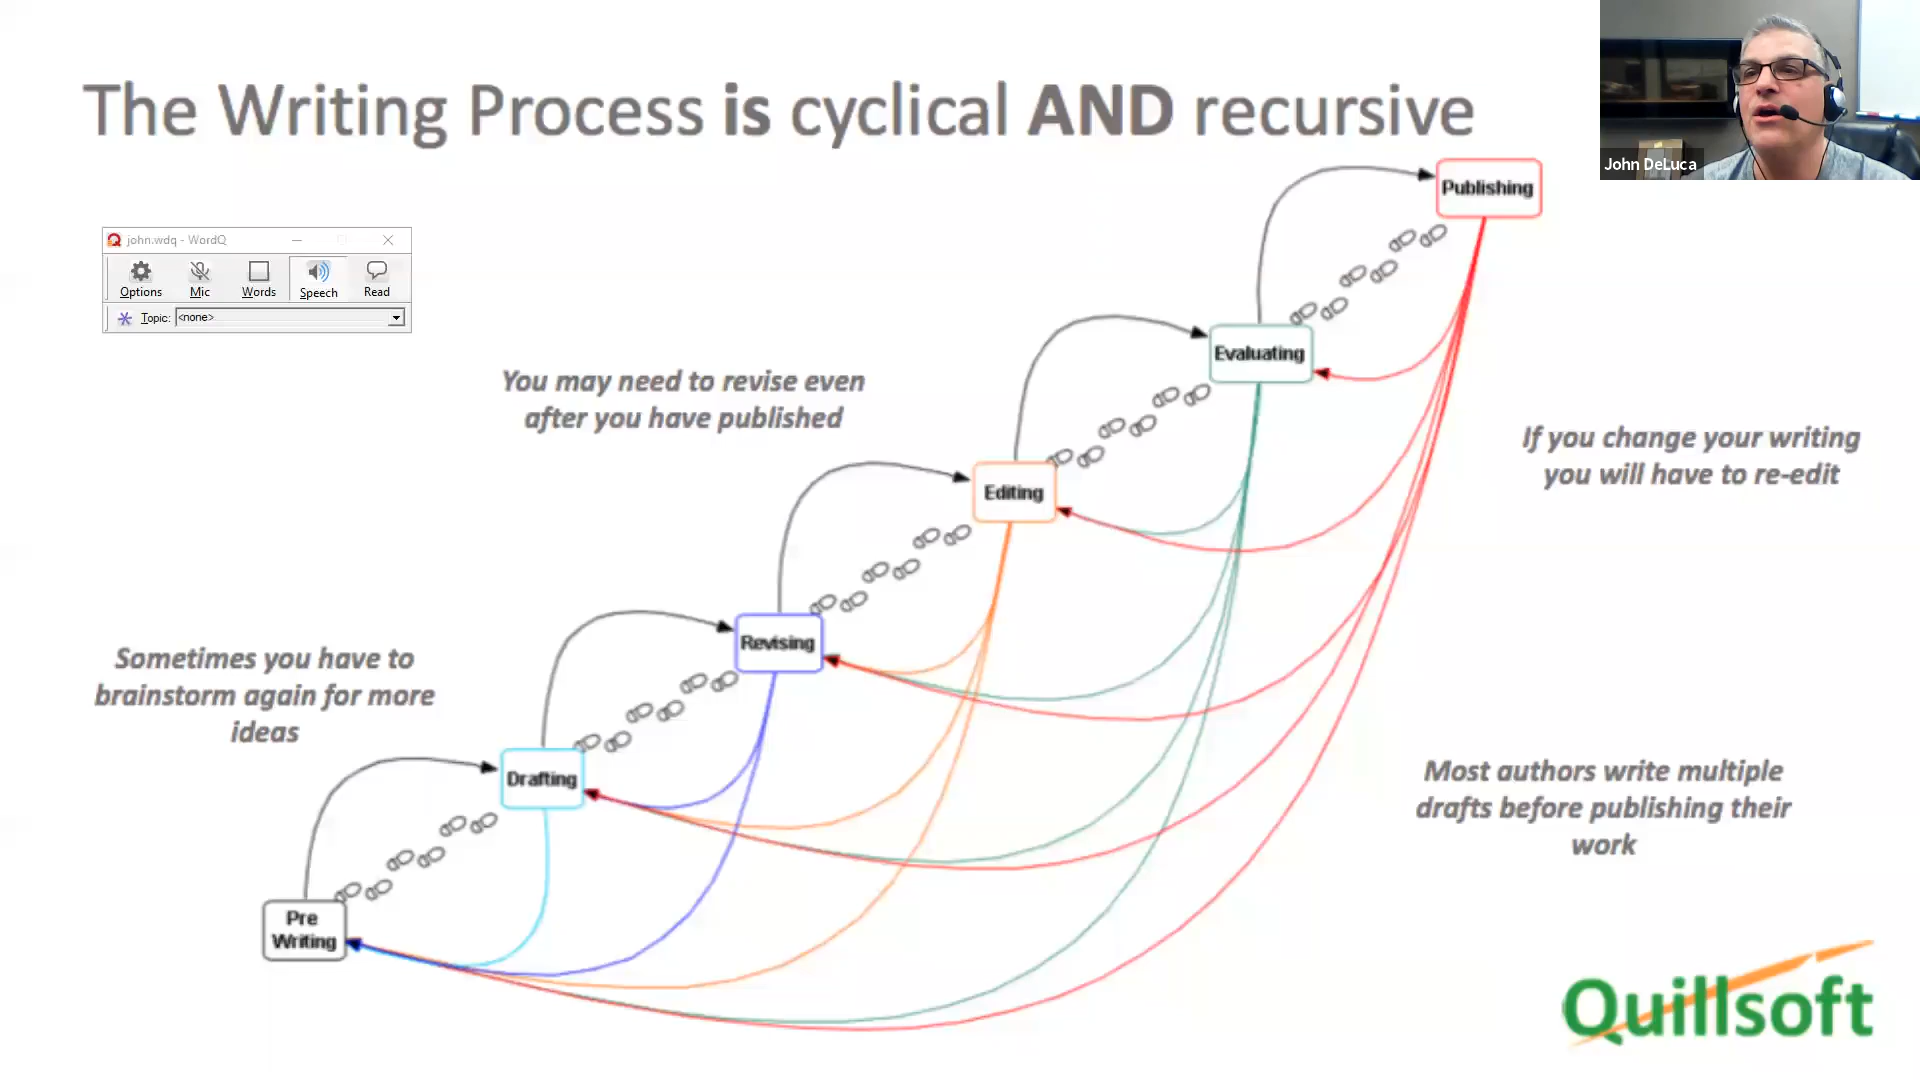 The Writing Process is cyclical AND recursive
John DeLuca
Publishing
john.wdq - WordQ
Options
Mic
Words
Speech
Read
Topic:
<none>
Evaluating
You may need to revise even
after you have published
If you change your writing
you will have to re-edit
Editing
Revising
Sometimes you have to
brainstorm again for more
ideas
Drafting
Most authors write multiple
drafts before publishing their
work
Pre
Writing
Quillsoft